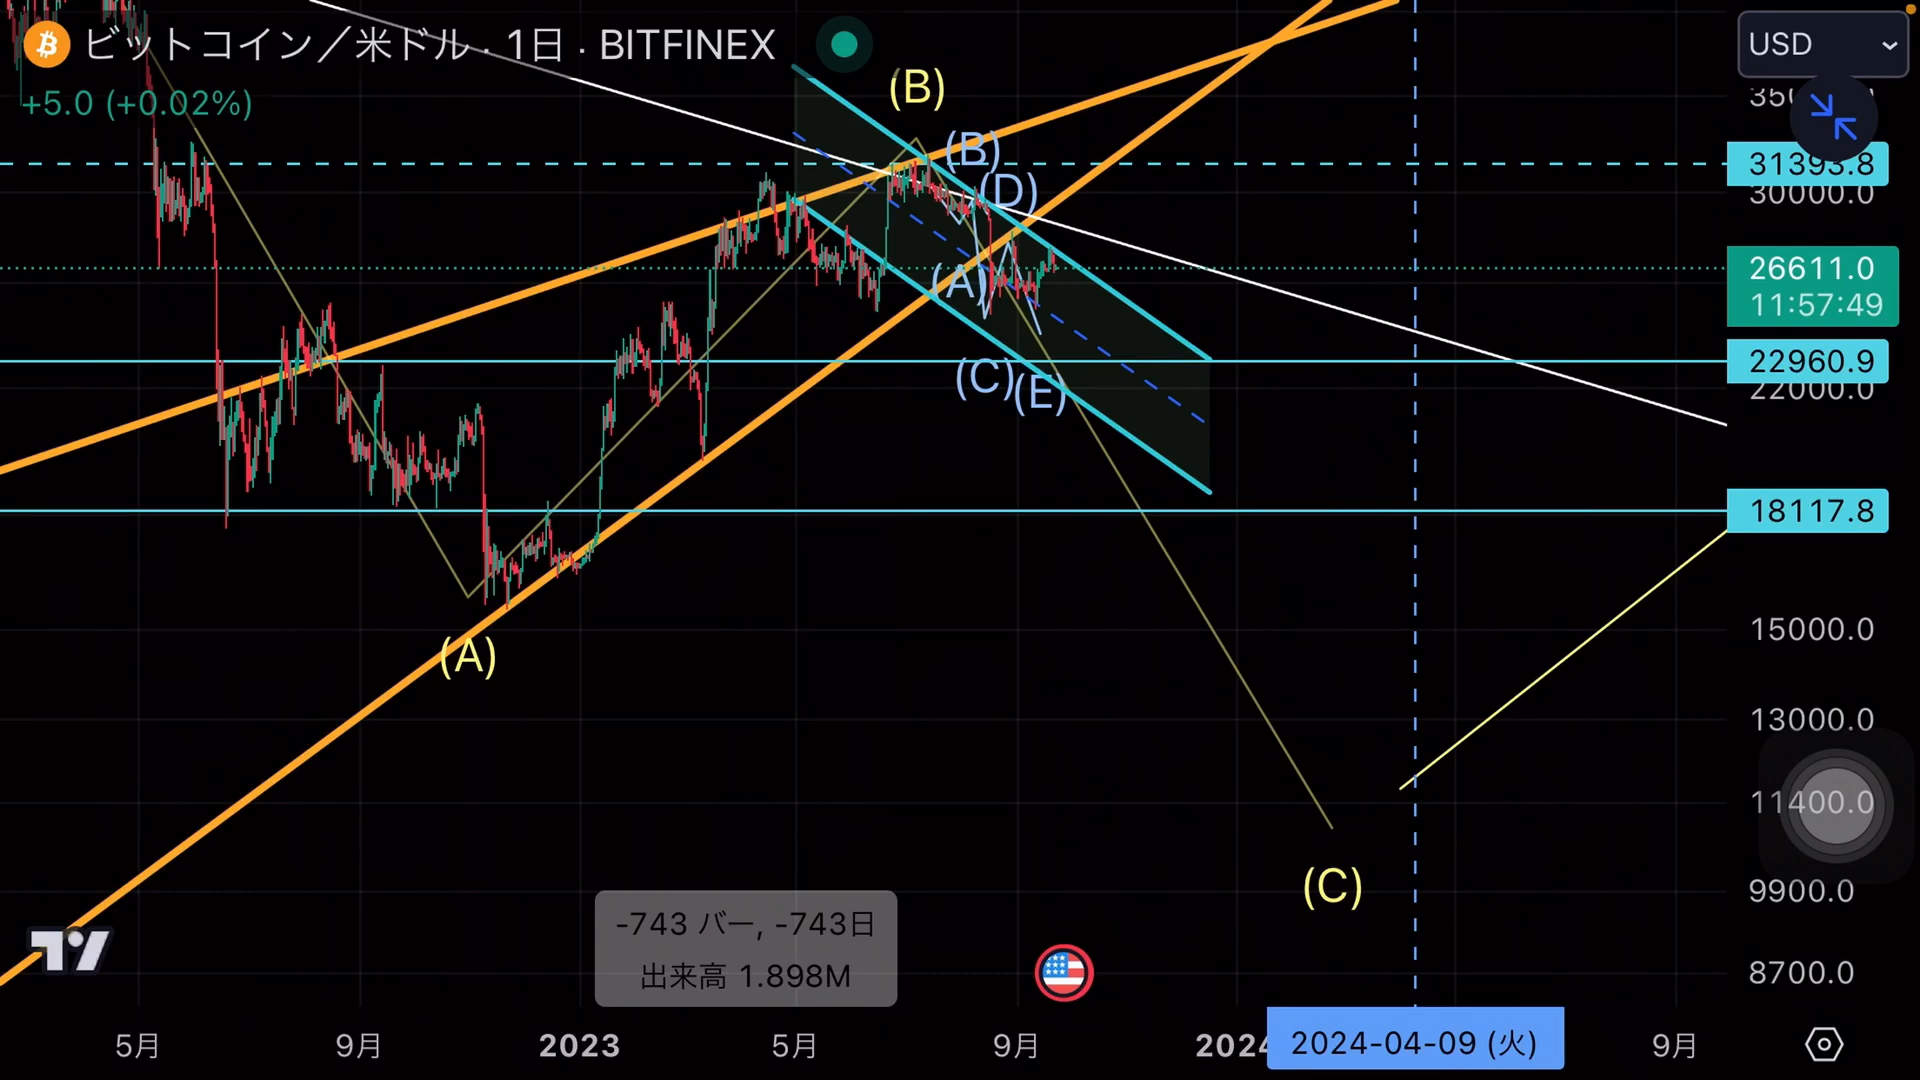 ビットコイン／米ドル · 1日 · BITFINEX
USD
+5.0 (+0.02%)
(B)
31393.8
30000.0
(B)
(D)
26611.0
11:57:49
(A)
22960.9
22000.0
(C)
(E)
18117.8
15000.0
(A)
13000.0
11400.0
(C)
9900.0
-743 バー, -743日
出来高 1.898M
8700.0
5月
9月
2023
5月
9月
2024-04-09 (火)
9月